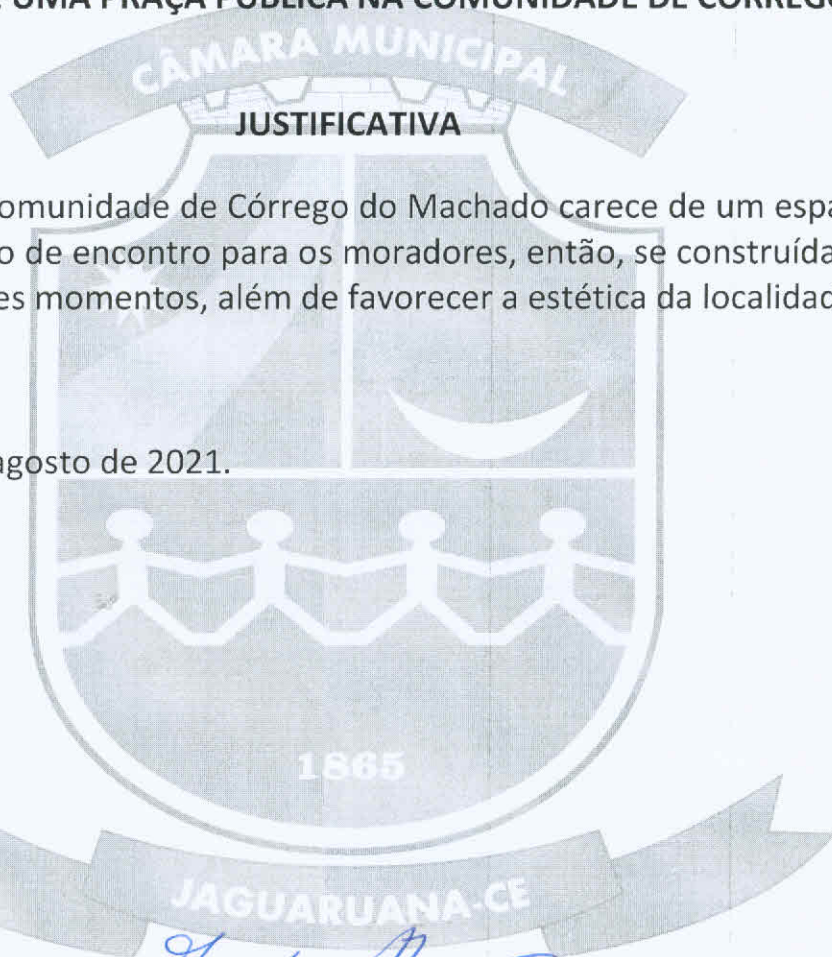 UMA PRAÇA PÚBLICA NA COMUNIDADE DE CÓRREGO
CÂMARA MUNICIPAL
JUSTIFICATIVA
omunidade de Córrego do Machado carece de um espa
o de encontro para os moradores, então, se construída
es momentos, além de favorecer a estética da localidad
agosto de 2021.
1865
JAGUARUANA-CE